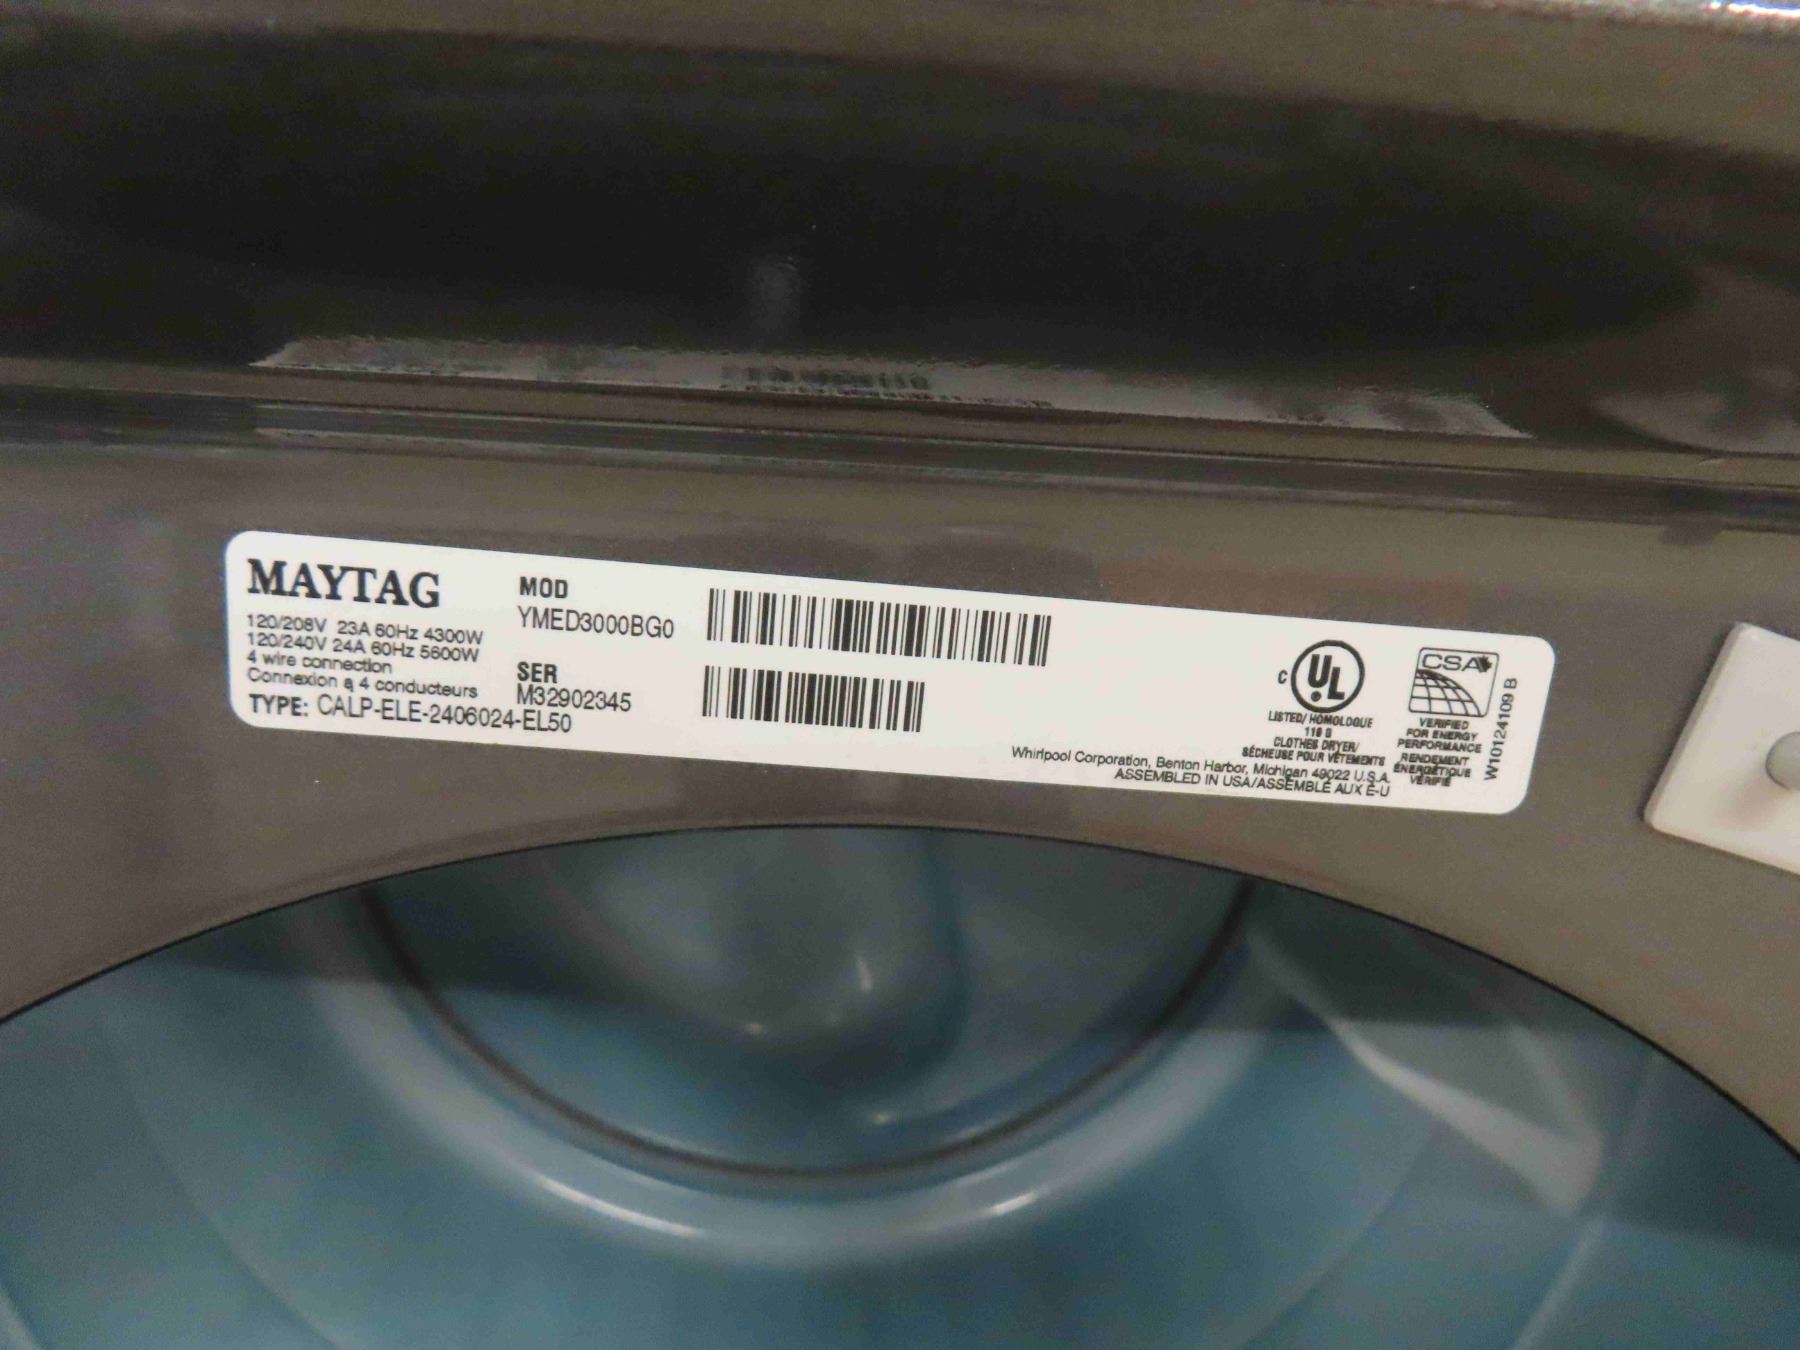 MAYTAG
120/208V 23A 60Hz 4300W
120/240V 24A 60Hz 5600W
4 wire connection
Connexion a 4 conducteurs
TYPE: CALP-ELE-2406024-EL50
MOD
YMED3000BG0
SER
M32902345
C UL
LISTED/HOMOLOGUE
CLOTHES DRYER/
SÉCHEUSE POUR VÊTEMENTS
CSA
VERIFIED
FOR ENERGY
PERFORMANCE
RENDEMENT
ÉNERGÉTIQUE
VÉRIFIÉ
W10124109 B
Whirlpool Corporation, Benton Harbor, Michigan 49022 U.S.A.
ASSEMBLED IN USA/ASSEMBLÉ AUX É-U